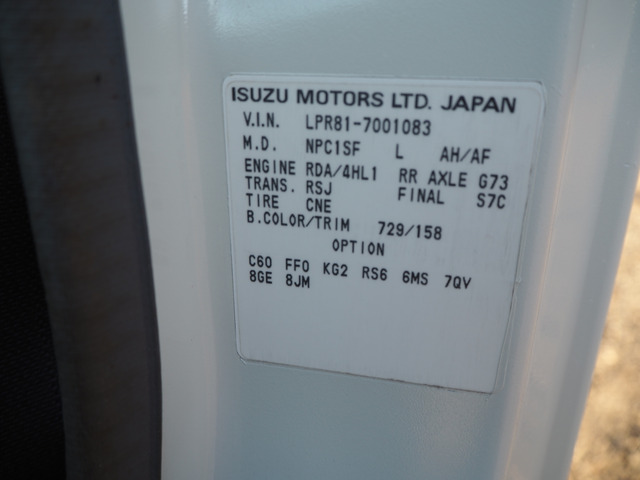 ISUZU MOTORS LTD. JAPAN
V.I.N. LPR81-7001083
M.D. NPC1SF L AH/AF
ENGINE RDA/4HL1 RR AXLE G73
TRANS. RSJ FINAL S7C
TIRE CNE
B.COLOR/TRIM 729/158
OPTION
C60 FF0 KG2 RS6 6MS 7QV
8GE 8JM